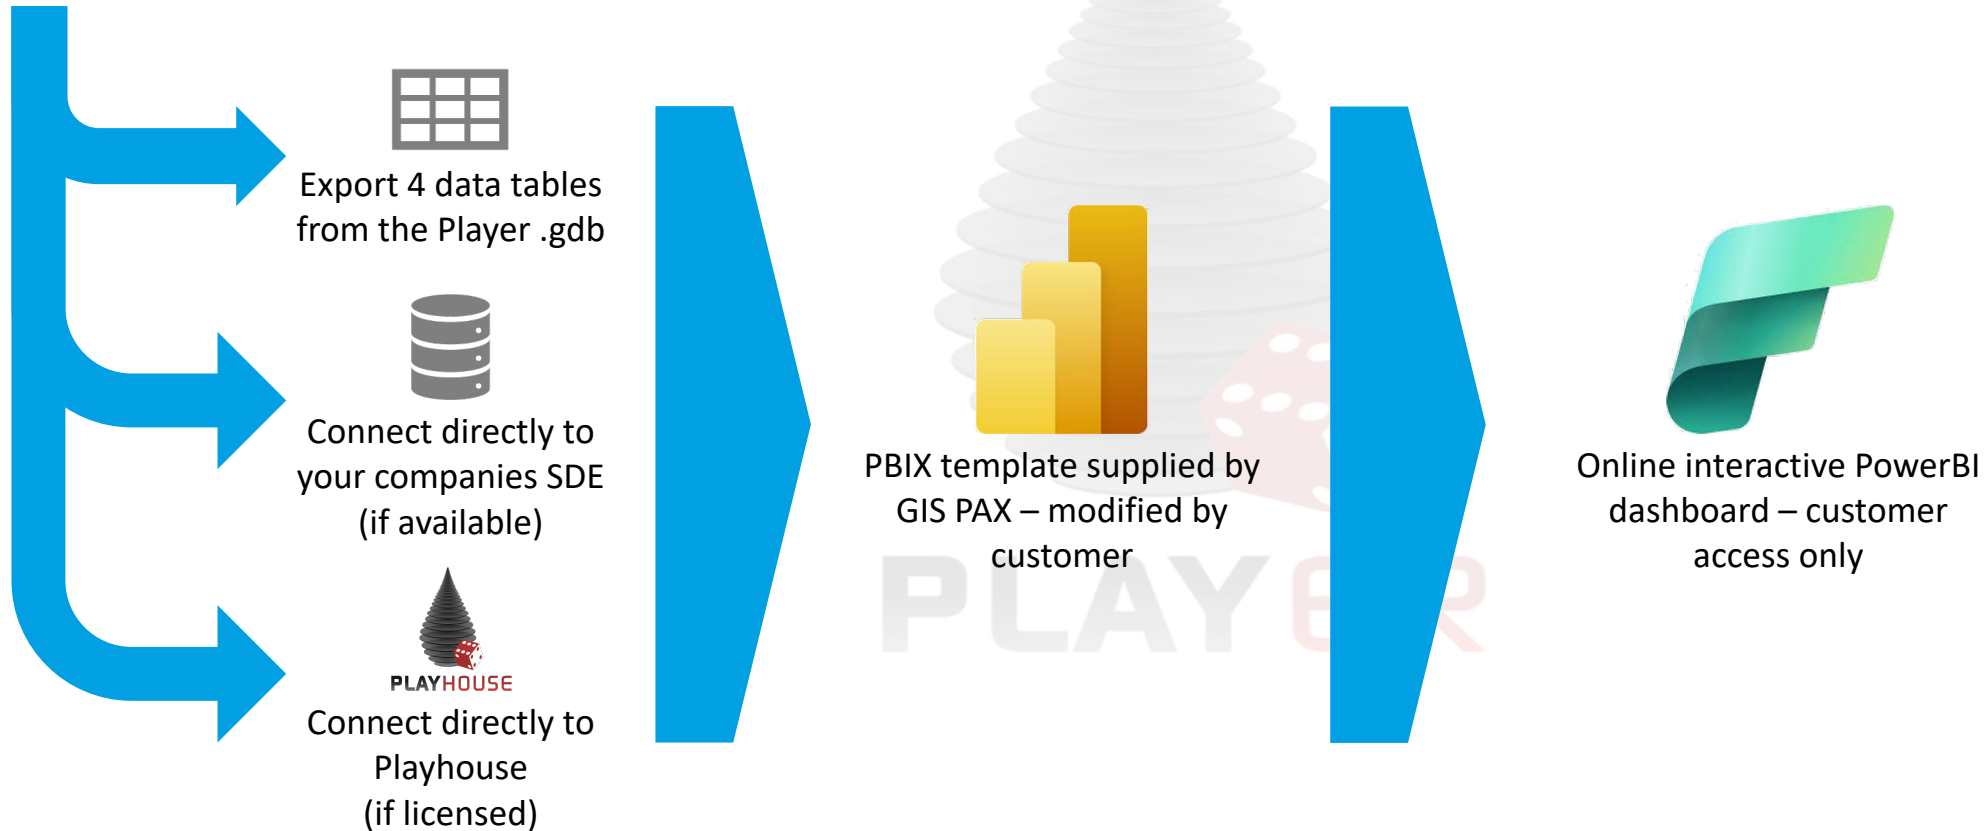 Export 4 data tables
from the Player .gdb
Connect directly to
your companies SDE
(if available)
PLAYHOUSE
Connect directly to
Playhouse
(if licensed)
PBIX template supplied by
GIS PAX – modified by
customer
PLAYER
Online interactive PowerBI
dashboard – customer
access only